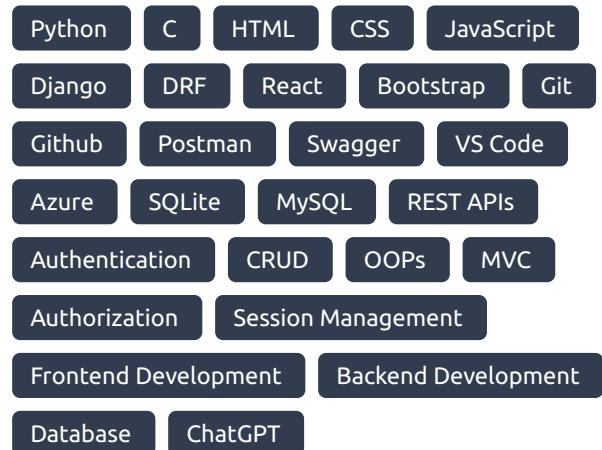 Python C HTML CSS JavaScript
Django DRF React Bootstrap Git
Github Postman Swagger VS Code
Azure SQLite MySQL REST APIs
Authentication CRUD OOPs MVC
Authorization Session Management
Frontend Development Backend Development
Database ChatGPT